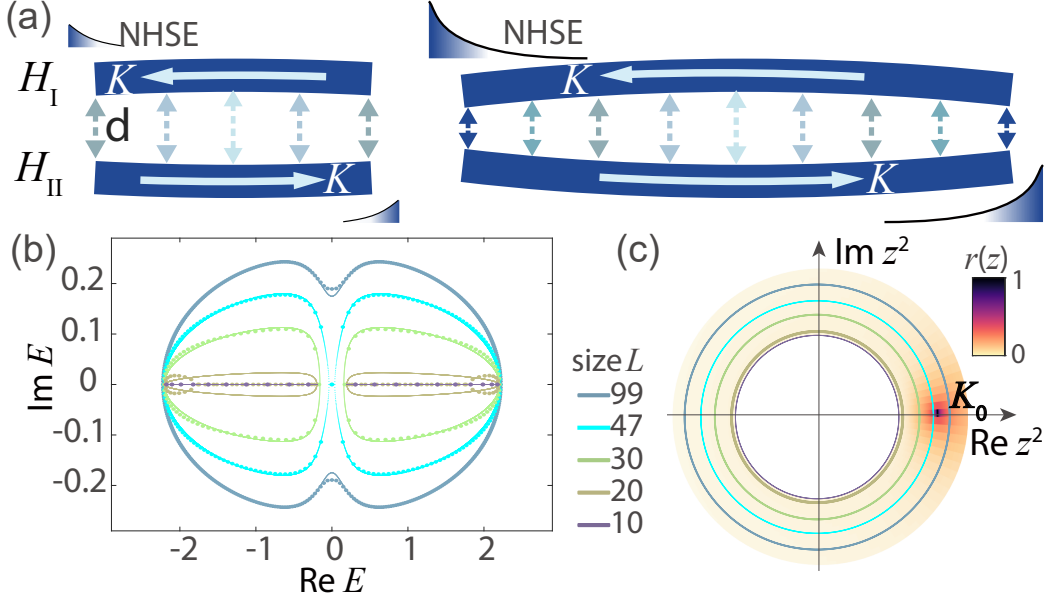 (a)
NHSE
NHSE
H_I
K
K
d
H_II
K
K
(b)
0.2
0.1
0
-0.1
-0.2
Im E
-2
-1
0
1
2
Re E
size L
99
47
30
20
10
(c)
Im z²
r(z)
1
0
K₀
Re z²